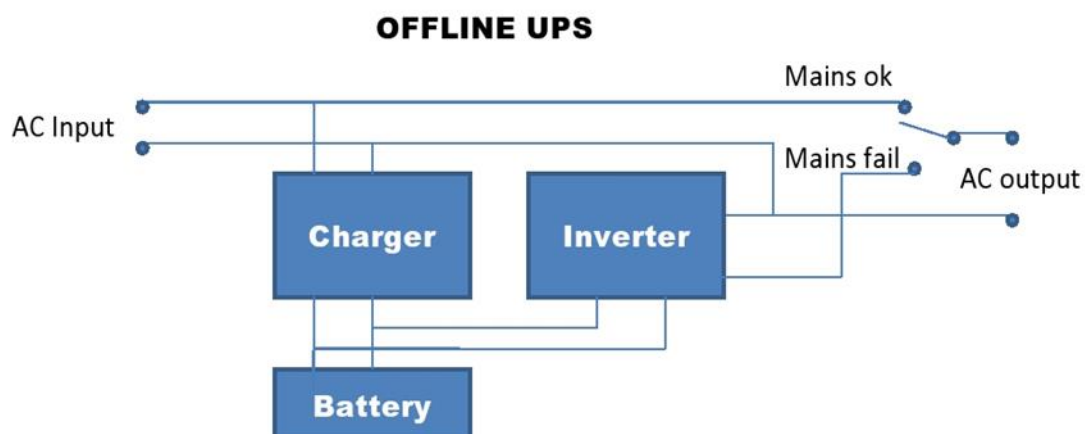 OFFLINE UPS
Mains ok
AC Input
Mains fail
AC output
Charger
Inverter
Battery